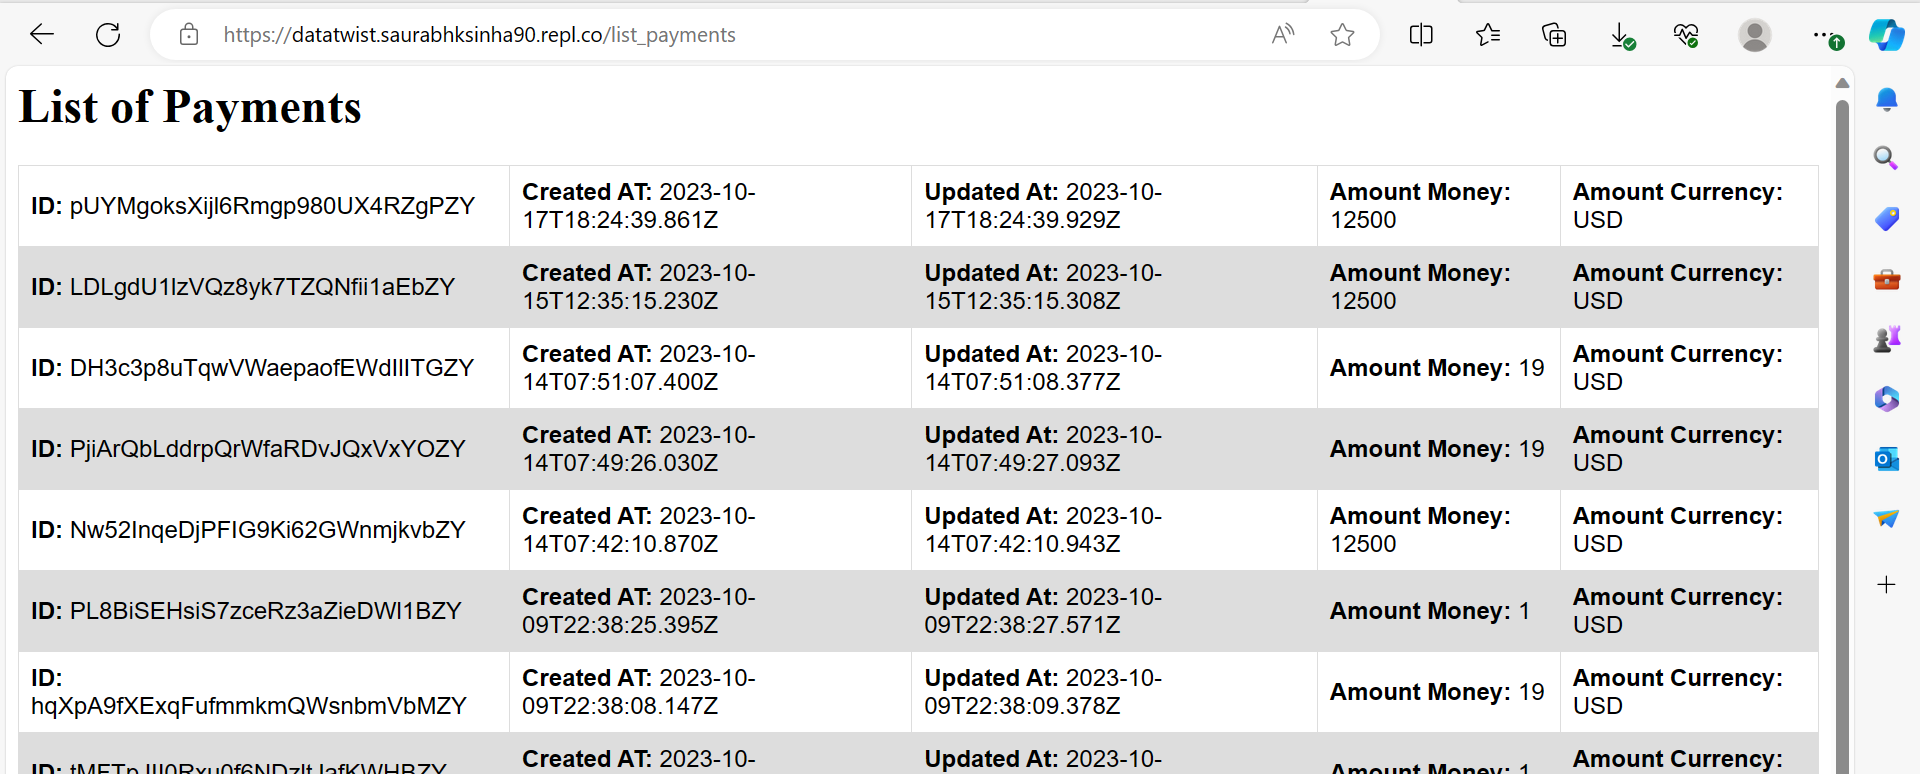 https://datatwist.saurabhksinha90.repl.co/list_payments
List of Payments
ID: pUYMgoksXijl6Rmgp980UX4RZgPZY
Created AT: 2023-10-
17T18:24:39.861Z
Updated At: 2023-10-
17T18:24:39.929Z
Amount Money:
12500
Amount Currency:
USD
ID: LDLgdU1IzVQz8yk7TZQNfii1aEbZY
Created AT: 2023-10-
15T12:35:15.230Z
Updated At: 2023-10-
15T12:35:15.308Z
Amount Money:
12500
Amount Currency:
USD
ID: DH3c3p8uTqwVWaepaofEWdIIITGZY
Created AT: 2023-10-
14T07:51:07.400Z
Updated At: 2023-10-
14T07:51:08.377Z
Amount Money: 19
Amount Currency:
USD
ID: PjiArQbLddrpQrWfaRDvJQxVxYOZY
Created AT: 2023-10-
14T07:49:26.030Z
Updated At: 2023-10-
14T07:49:27.093Z
Amount Money: 19
Amount Currency:
USD
ID: Nw52InqeDjPFIG9Ki62GWnmjkvbZY
Created AT: 2023-10-
14T07:42:10.870Z
Updated At: 2023-10-
14T07:42:10.943Z
Amount Money:
12500
Amount Currency:
USD
ID: PL8BiSEHsiS7zceRz3aZieDWI1BZY
Created AT: 2023-10-
09T22:38:25.395Z
Updated At: 2023-10-
09T22:38:27.571Z
Amount Money: 1
Amount Currency:
USD
ID:
hqXpA9fXExqFufmmkmQWsnbmVbMZY
Created AT: 2023-10-
09T22:38:08.147Z
Updated At: 2023-10-
09T22:38:09.378Z
Amount Money: 19
Amount Currency:
USD
ID:
Created AT: 2023-10-
Updated At: 2023-10-
Amount Money: 1
Amount Currency: